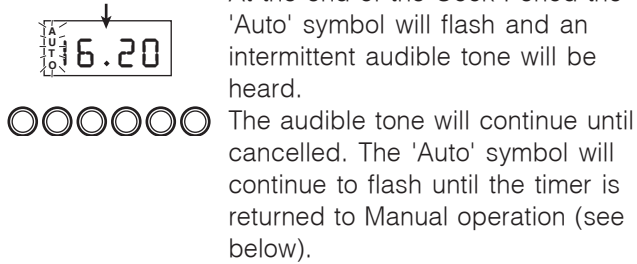 At the end of the Cook Period the
'Auto' symbol will flash and an
intermittent audible tone will be
heard.
AUTO
16.20
The audible tone will continue until
cancelled. The 'Auto' symbol will
continue to flash until the timer is
returned to Manual operation (see
below).